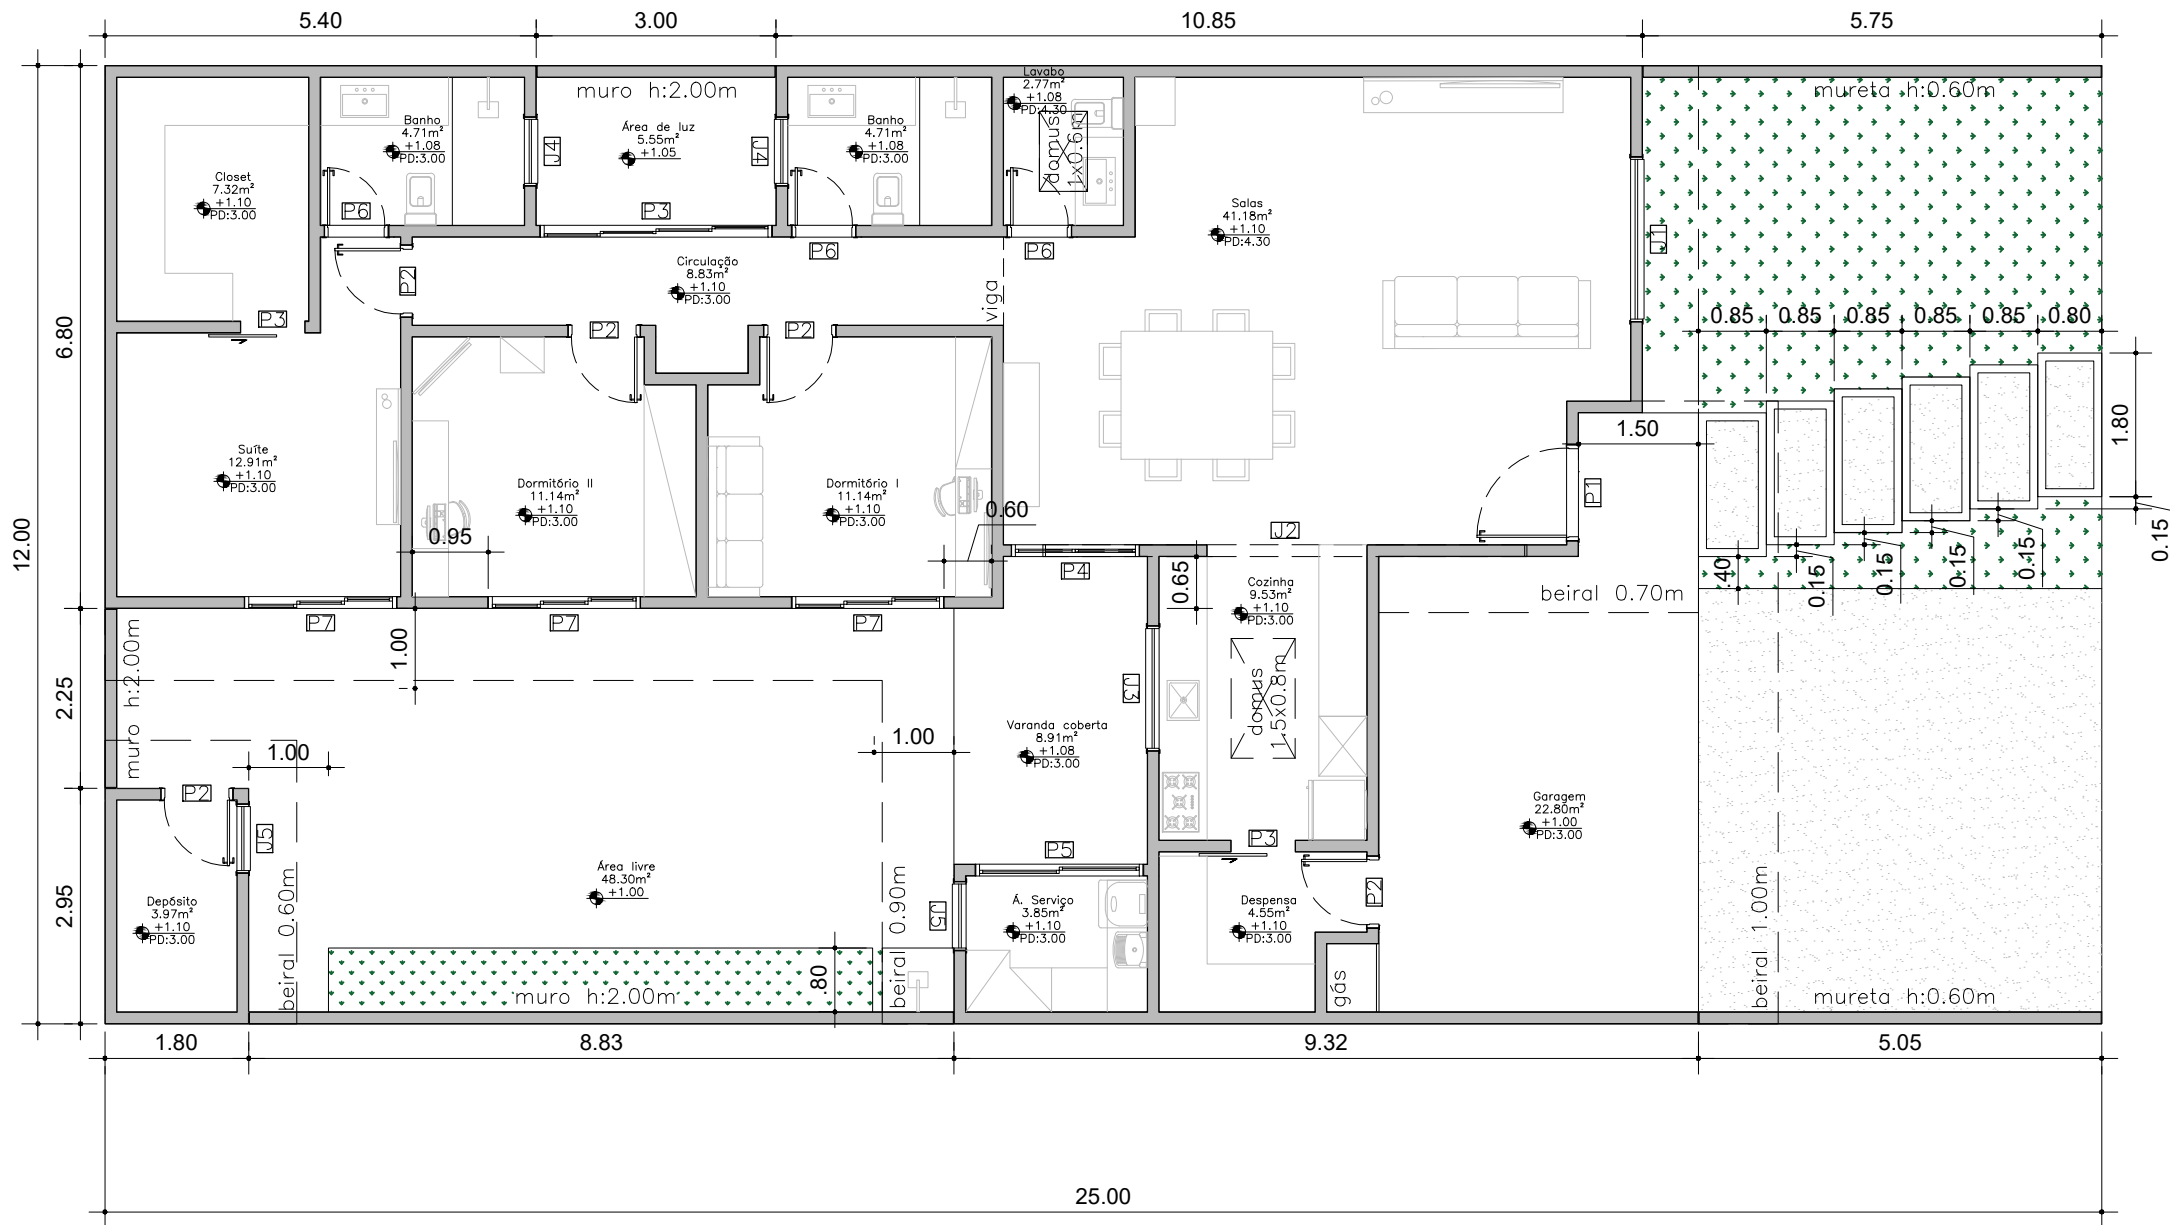 5.40
3.00
10.85
5.75
muro h:2.00m
mureta h:0.60m
Lavabo
2.77m²
+1.08
PD:4.30
domus
1x0.6m
Banho
4.71m²
+1.08
PD:3.00
J4
Área de luz
5.55m²
+1.05
J4
Banho
4.71m²
+1.08
PD:3.00
Closet
7.32m²
+1.10
PD:3.00
P6
P3
P6
P6
Salas
41.18m²
+1.10
PD:4.30
J1
P2
Circulação
8.83m²
+1.10
PD:3.00
viga
P3
P2
P2
0.85
0.85
0.85
0.85
0.85
0.80
6.80
12.00
1.50
1.80
Suíte
12.91m²
+1.10
PD:3.00
Dormitório II
11.14m²
+1.10
PD:3.00
Dormitório I
11.14m²
+1.10
PD:3.00
P1
0.60
0.95
J2
0.15
P4
0.65
Cozinha
9.53m²
+1.10
PD:3.00
beiral 0.70m
.40
0.15
0.15
0.15
0.15
P7
P7
P7
muro h:2.00m
1.00
2.25
J3
domus
1.5x0.8m
Varanda coberta
8.91m²
+1.08
PD:3.00
1.00
1.00
P2
J5
Garagem
22.80m²
+1.00
PD:3.00
P3
P5
Área livre
48.30m²
+1.00
beiral 0.60m
beiral 0.90m
beiral 1.00m
2.95
Depósito
3.97m²
+1.10
PD:3.00
J5
Á. Serviço
3.85m²
+1.10
PD:3.00
Despensa
4.55m²
+1.10
PD:3.00
P2
.80
gás
muro h:2.00m
mureta h:0.60m
1.80
8.83
9.32
5.05
25.00